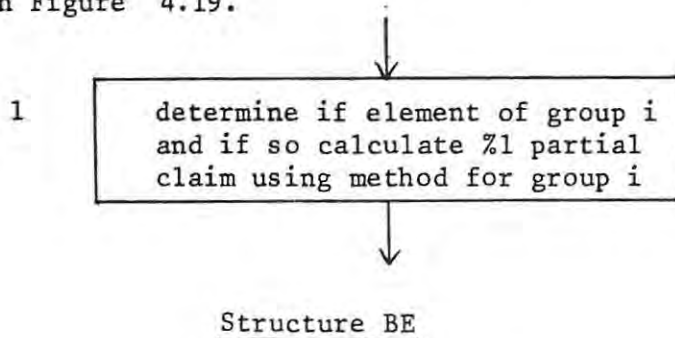 n Figure 4.19.
1
determine if element of group i
and if so calculate %1 partial
claim using method for group i
Structure BE